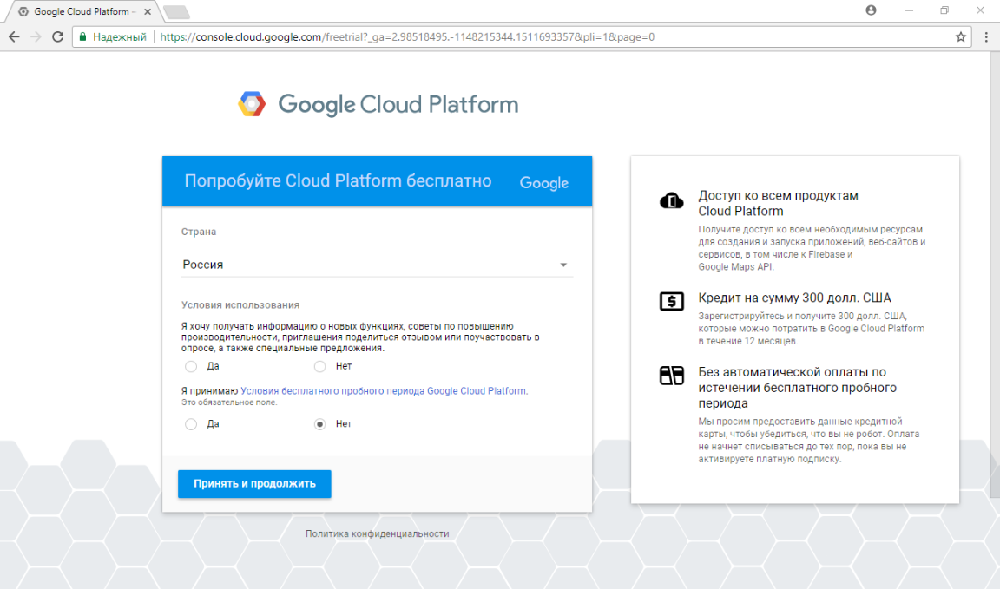 Google Cloud Platform –
Надежный
https://console.cloud.google.com/freetrial?_ga=2.98518495.-1148215344.1511693357&pli=1&page=0
Google Cloud Platform
Попробуйте Cloud Platform бесплатно
Google
Страна
Россия
Условия использования
Я хочу получать информацию о новых функциях, советы по повышению
производительности, приглашения поделиться отзывом или поучаствовать в
опросе, а также специальные предложения.
Да Нет
Я принимаю Условия бесплатного пробного периода Google Cloud Platform.
Это обязательное поле.
Да Нет
Принять и продолжить
Политика конфиденциальности
Доступ ко всем продуктам
Cloud Platform
Получите доступ ко всем необходимым ресурсам
для создания и запуска приложений, веб-сайтов и
сервисов, в том числе к Firebase и
Google Maps API.
Кредит на сумму 300 долл. США
Зарегистрируйтесь и получите 300 долл. США,
которые можно потратить в Google Cloud Platform
в течение 12 месяцев.
Без автоматической оплаты по
истечении бесплатного пробного
периода
Мы просим предоставить данные кредитной
карты, чтобы убедиться, что вы не робот. Оплата
не начнет списываться до тех пор, пока вы не
активируете платную подписку.